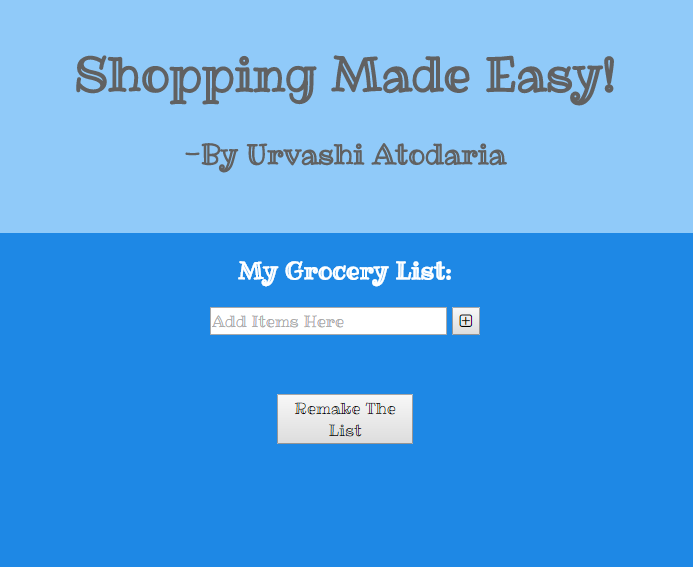 Shopping Made Easy!
-By Urvashi Atodaria
My Grocery List:
Add Items Here
Remake The
List